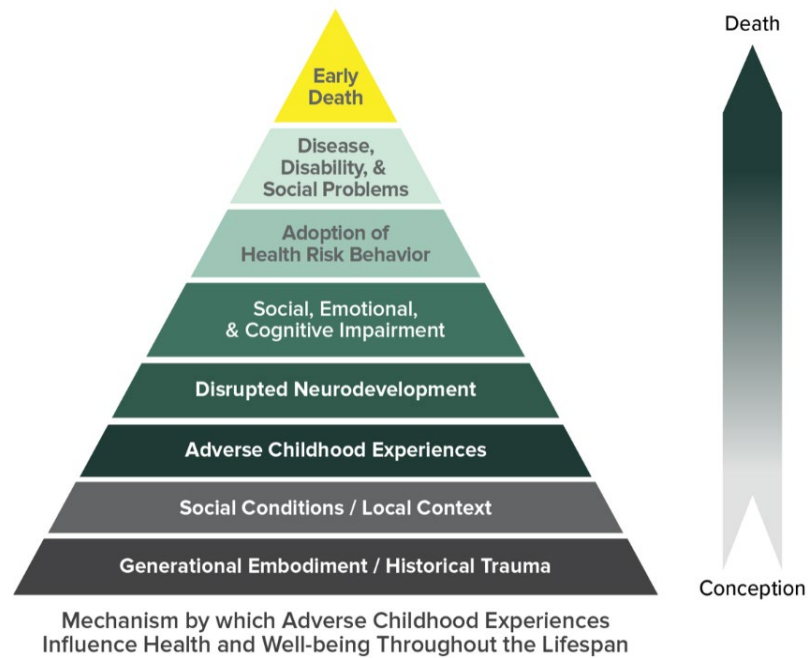 Death
Early
Death
Disease,
Disability, &
Social Problems
Adoption of
Health Risk Behavior
Social, Emotional,
& Cognitive Impairment
Disrupted Neurodevelopment
Adverse Childhood Experiences
Social Conditions / Local Context
Generational Embodiment / Historical Trauma
Conception
Mechanism by which Adverse Childhood Experiences
Influence Health and Well-being Throughout the Lifespan